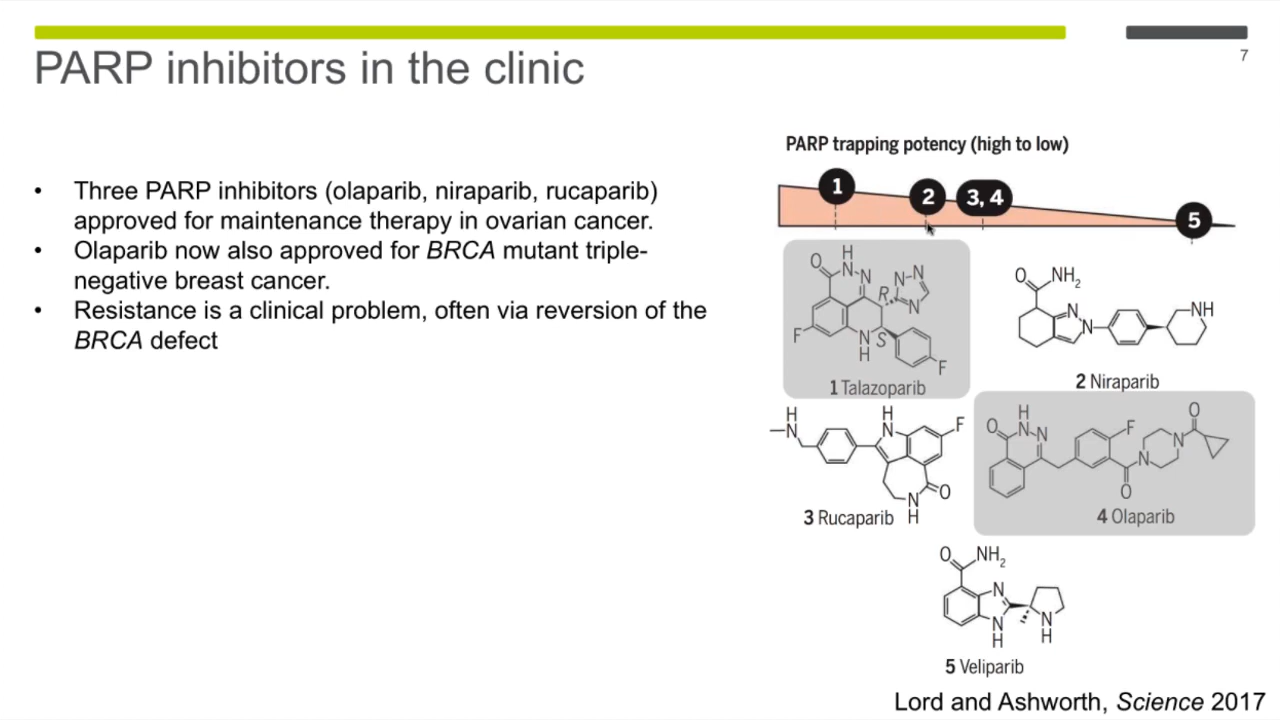 PARP inhibitors in the clinic
7
• Three PARP inhibitors (olaparib, niraparib, rucaparib)
approved for maintenance therapy in ovarian cancer.
• Olaparib now also approved for BRCA mutant triple-
negative breast cancer.
• Resistance is a clinical problem, often via reversion of the
BRCA defect
PARP trapping potency (high to low)
1
2
3, 4
5
O
H
N
N
R
N
N
N
F
N
H
S
F
1 Talazoparib
O
NH2
N
N
NH
2 Niraparib
H
N
H
N
F
O
N
H
3 Rucaparib
O
H
N
N
F
O
N
N
O
4 Olaparib
O
NH2
N
N
H
N
H
5 Veliparib
Lord and Ashworth, Science 2017